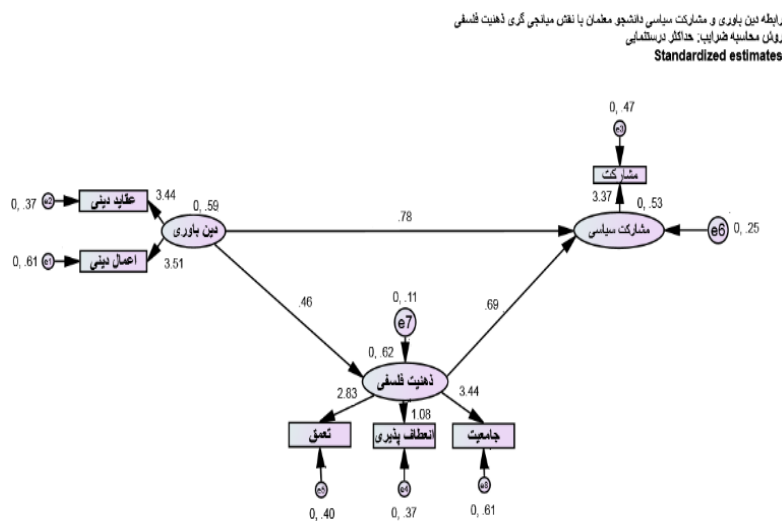 رابطه دین باوری و مشارکت سیاسی دانشجو معلمان با نقش میانجی گری ذهنیت فلسفی
روش محاسبه ضرایب: حداکثر درستنمایی
Standardized estimates
0, .47
e3
مشارکت
3.37
0, .53
مشارکت سیاسی
e6
0, .25
0, .37
e2
عقاید دینی
3.44
0, .59
دین باوری
.78
0, .61
e1
اعمال دینی
3.51
.46
.69
0, .11
e7
0, .62
ذهنیت فلسفی
2.83
1.08
3.44
تعمق
انعطاف پذیری
جامعیت
e5
e4
e8
0, .40
0, .37
0, .61